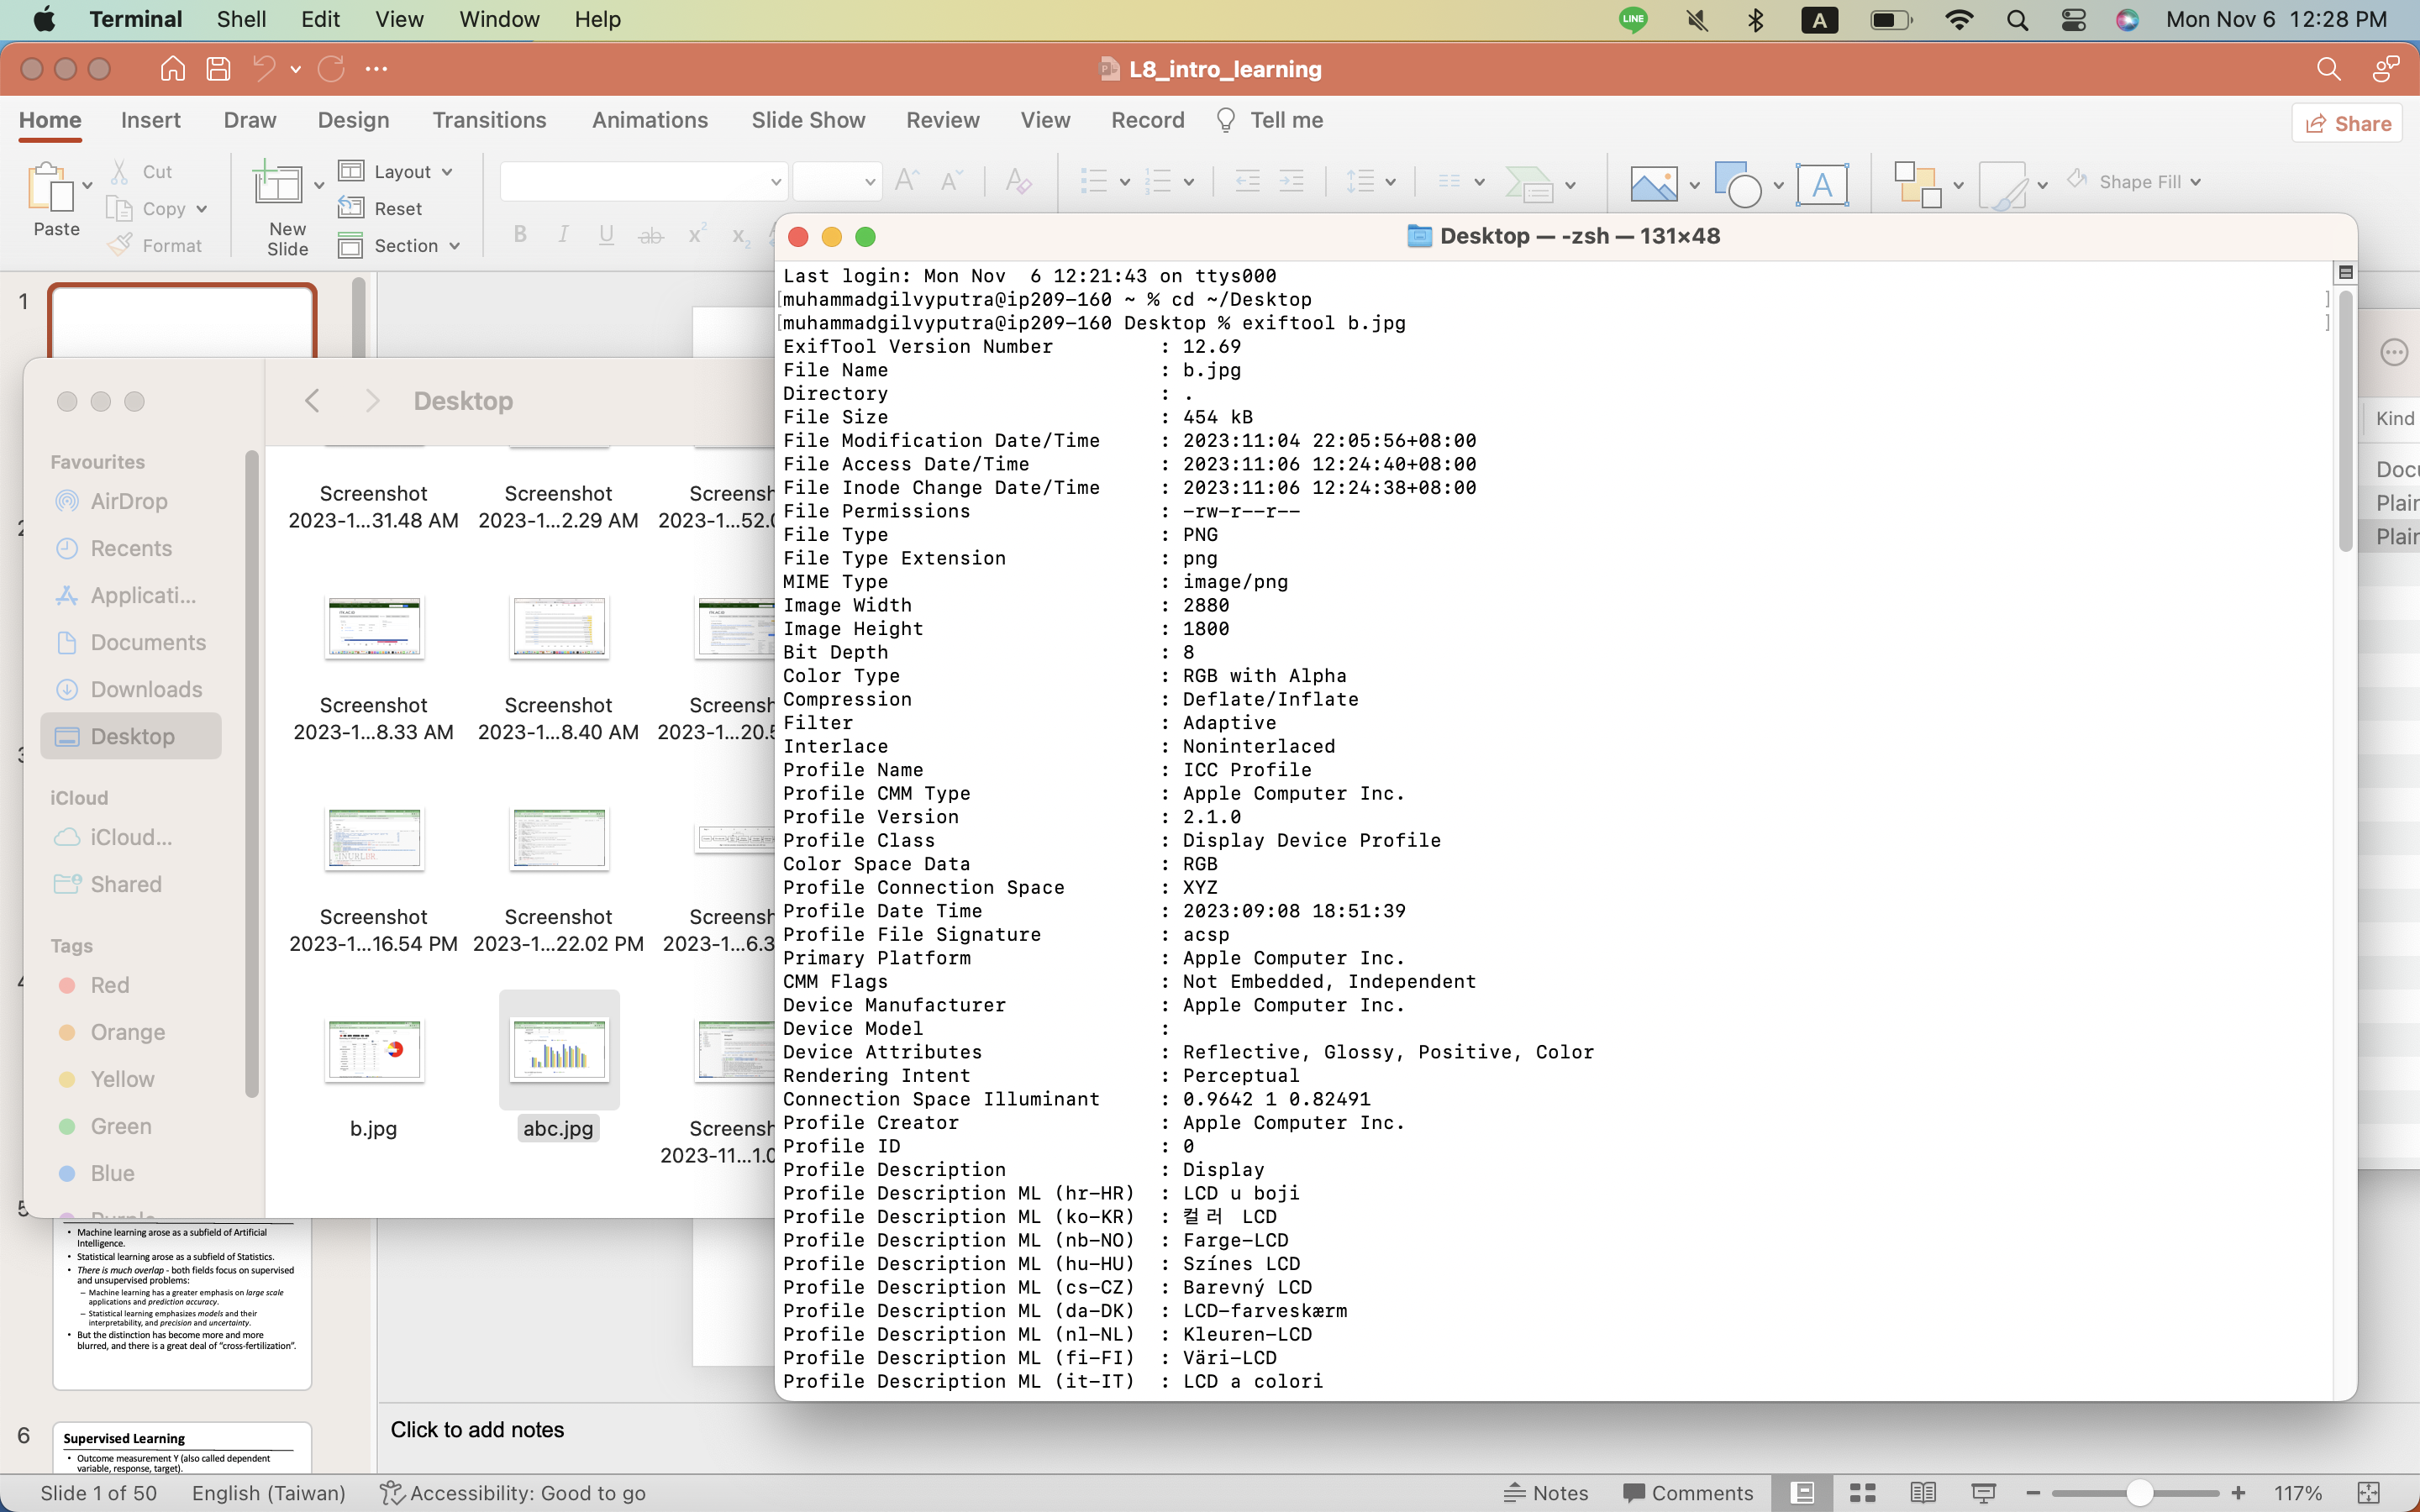 Terminal Shell Edit View Window Help
LINE A Mon Nov 6 12:28 PM
L8_intro_learning
Home Insert Draw Design Transitions Animations Slide Show Review View Record Tell me Share
Paste
Cut
Copy
Format
New
Slide
Layout
Reset
Section
B I U ab x² x₂
A
Shape Fill
1
6
Supervised Learning
• Outcome measurement Y (also called dependent
variable, response, target).
• Machine learning arose as a subfield of Artificial
Intelligence.
• Statistical learning arose as a subfield of Statistics.
• There is much overlap - both fields focus on supervised
and unsupervised problems:
– Machine learning has a greater emphasis on large scale
applications and prediction accuracy.
– Statistical learning emphasizes models and their
interpretability, and precision and uncertainty.
• But the distinction has become more and more
blurred, and there is a great deal of "cross-fertilization".
Desktop
Favourites
AirDrop
Recents
Applicati...
Documents
Downloads
Desktop
iCloud
iCloud...
Shared
Tags
Red
Orange
Yellow
Green
Blue
Screenshot
2023-1...31.48 AM
Screenshot
2023-1...2.29 AM
Screenshot
2023-1...8.33 AM
Screenshot
2023-1...8.40 AM
Screenshot
2023-1...16.54 PM
Screenshot
2023-1...22.02 PM
b.jpg
abc.jpg
Desktop — -zsh — 131×48
Last login: Mon Nov  6 12:21:43 on ttys000
[muhammadgilvyputra@ip209-160 ~ % cd ~/Desktop ]
[muhammadgilvyputra@ip209-160 Desktop % exiftool b.jpg ]
ExifTool Version Number : 12.69
File Name : b.jpg
Directory : .
File Size : 454 kB
File Modification Date/Time : 2023:11:04 22:05:56+08:00
File Access Date/Time : 2023:11:06 12:24:40+08:00
File Inode Change Date/Time : 2023:11:06 12:24:38+08:00
File Permissions : -rw-r--r--
File Type : PNG
File Type Extension : png
MIME Type : image/png
Image Width : 2880
Image Height : 1800
Bit Depth : 8
Color Type : RGB with Alpha
Compression : Deflate/Inflate
Filter : Adaptive
Interlace : Noninterlaced
Profile Name : ICC Profile
Profile CMM Type : Apple Computer Inc.
Profile Version : 2.1.0
Profile Class : Display Device Profile
Color Space Data : RGB
Profile Connection Space : XYZ
Profile Date Time : 2023:09:08 18:51:39
Profile File Signature : acsp
Primary Platform : Apple Computer Inc.
CMM Flags : Not Embedded, Independent
Device Manufacturer : Apple Computer Inc.
Device Model :
Device Attributes : Reflective, Glossy, Positive, Color
Rendering Intent : Perceptual
Connection Space Illuminant : 0.9642 1 0.82491
Profile Creator : Apple Computer Inc.
Profile ID : 0
Profile Description : Display
Profile Description ML (hr-HR) : LCD u boji
Profile Description ML (ko-KR) : 컬러 LCD
Profile Description ML (nb-NO) : Farge-LCD
Profile Description ML (hu-HU) : Színes LCD
Profile Description ML (cs-CZ) : Barevný LCD
Profile Description ML (da-DK) : LCD-farveskærm
Profile Description ML (nl-NL) : Kleuren-LCD
Profile Description ML (fi-FI) : Väri-LCD
Profile Description ML (it-IT) : LCD a colori
Kind
Click to add notes
Slide 1 of 50 English (Taiwan) Accessibility: Good to go Notes Comments 117%